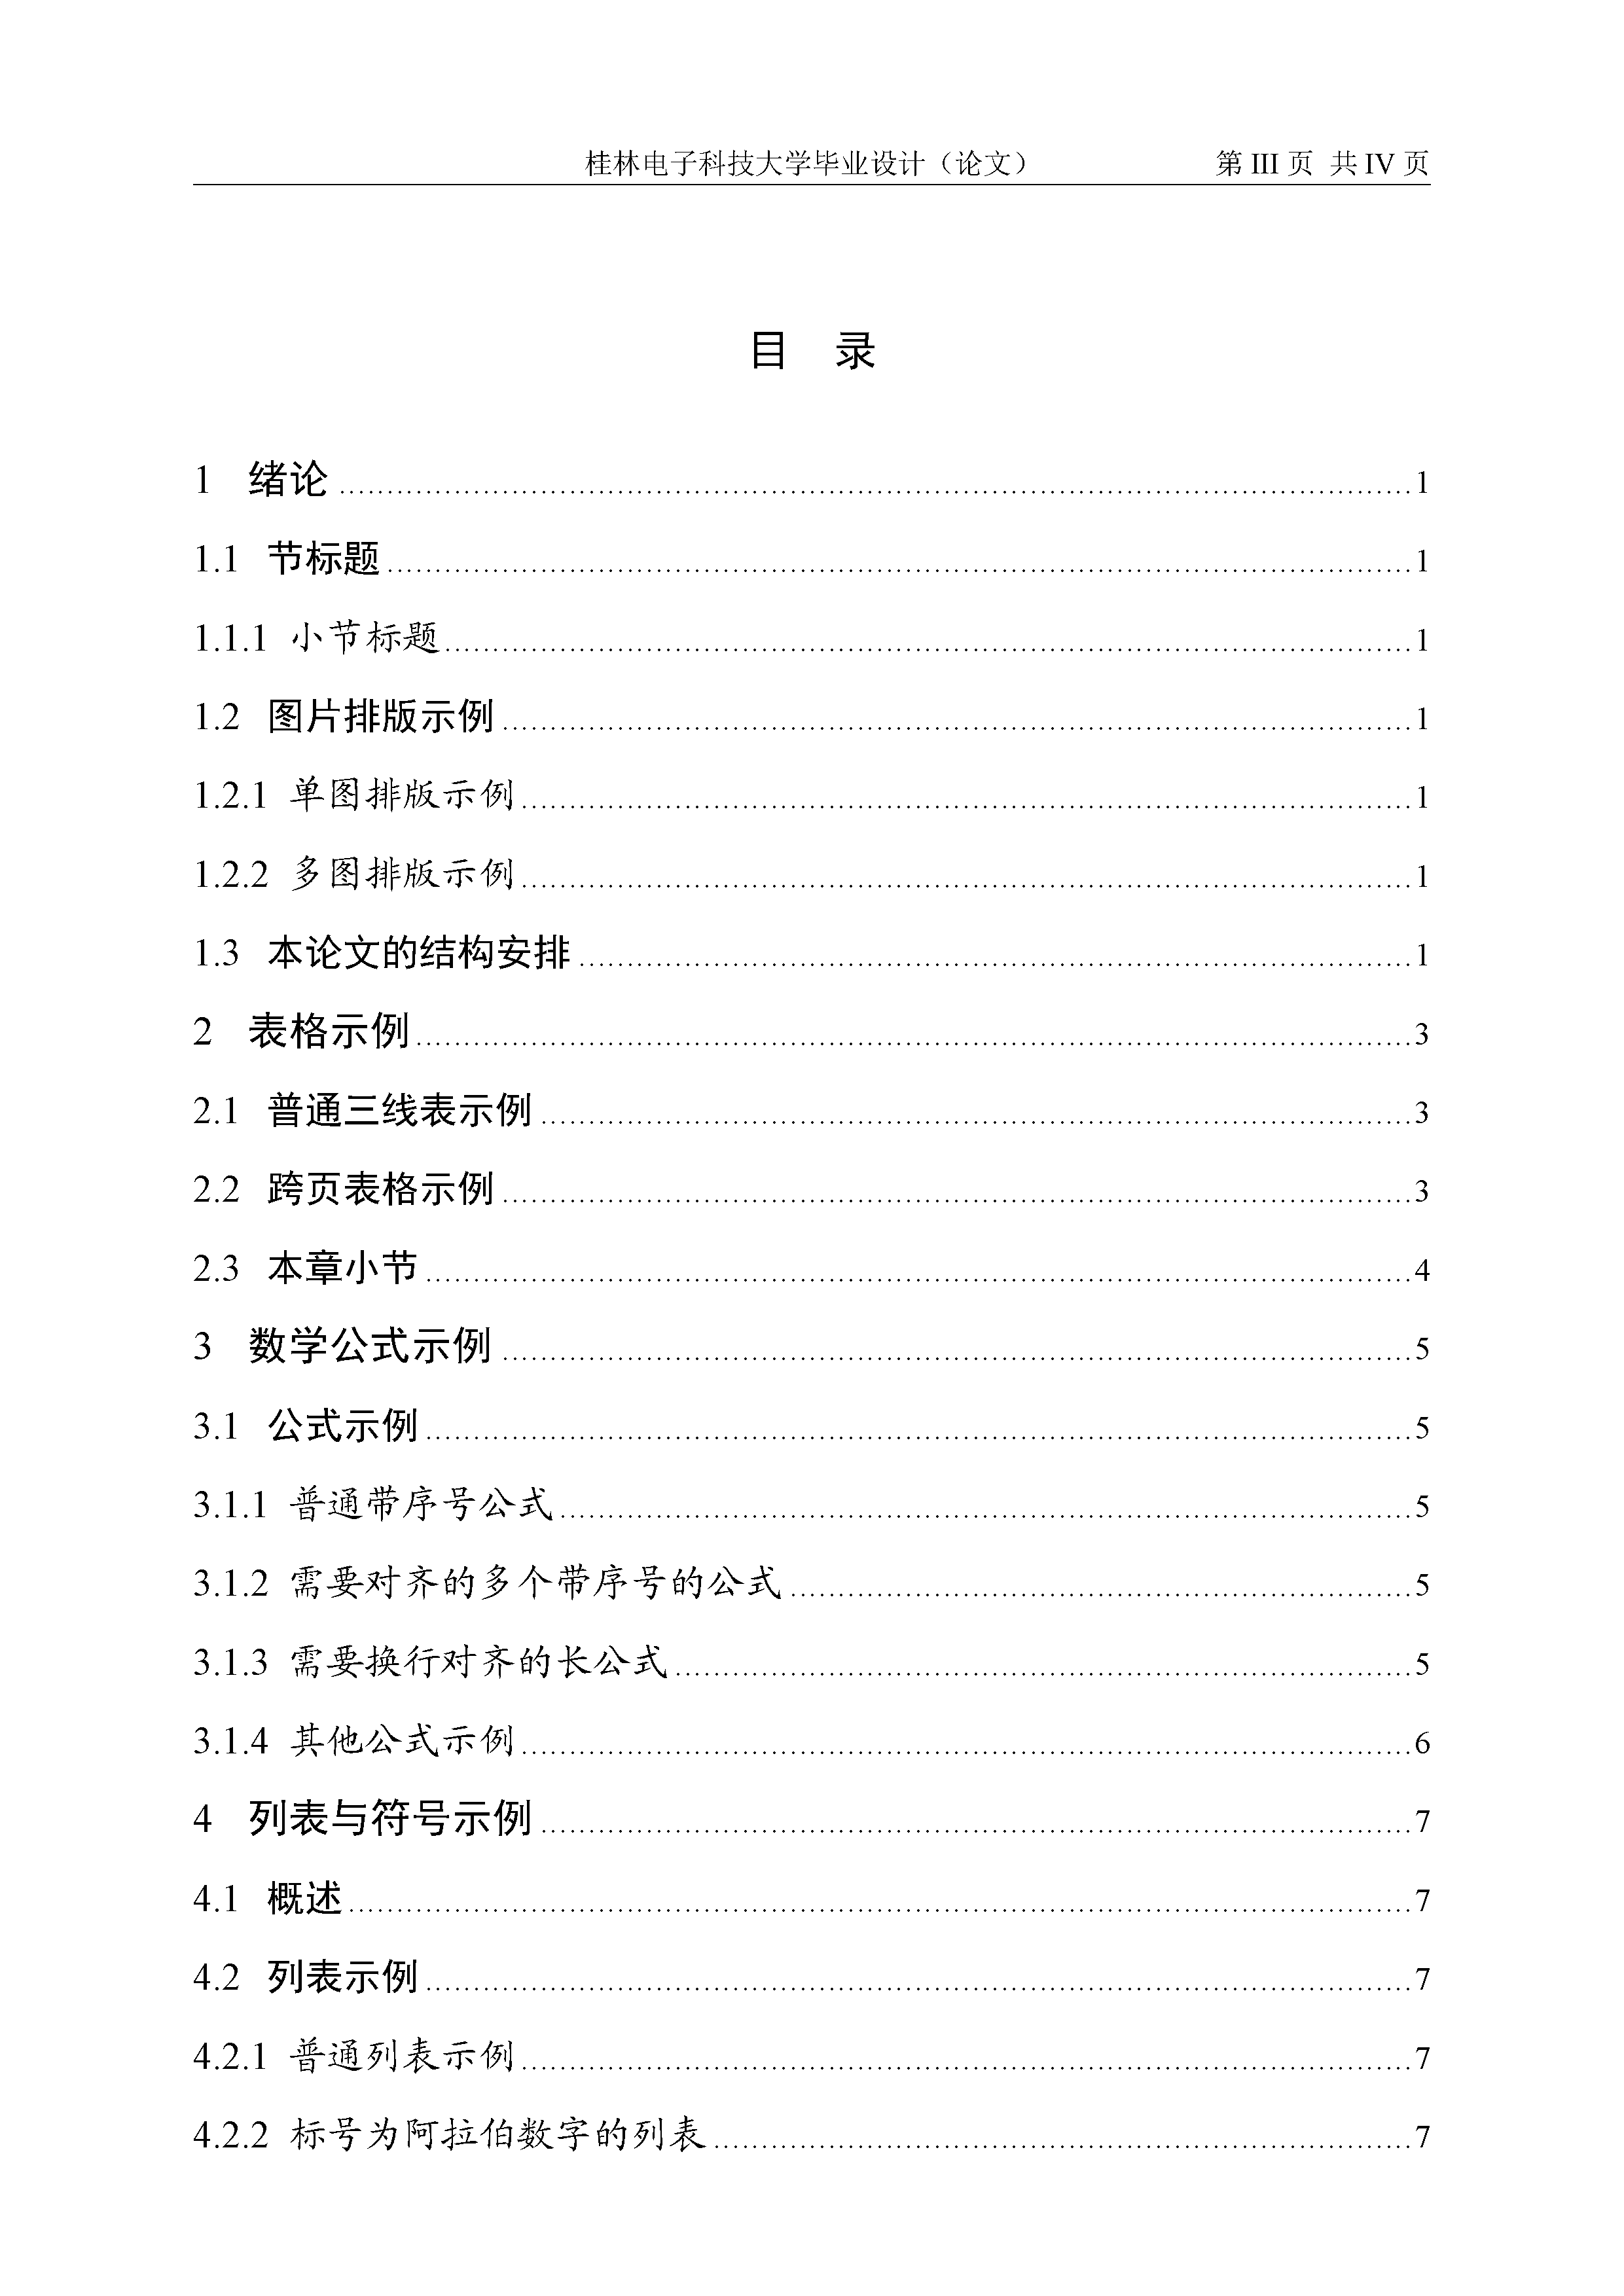 桂林电子科技大学毕业设计（论文） 第 III 页 共 IV 页
目 录
1 绪论 ........ 1
1.1 节标题 ........ 1
1.1.1 小节标题 ........ 1
1.2 图片排版示例 ........ 1
1.2.1 单图排版示例 ........ 1
1.2.2 多图排版示例 ........ 1
1.3 本论文的结构安排 ........ 1
2 表格示例 ........ 3
2.1 普通三线表示例 ........ 3
2.2 跨页表格示例 ........ 3
2.3 本章小节 ........ 4
3 数学公式示例 ........ 5
3.1 公式示例 ........ 5
3.1.1 普通带序号公式 ........ 5
3.1.2 需要对齐的多个带序号的公式 ........ 5
3.1.3 需要换行对齐的长公式 ........ 5
3.1.4 其他公式示例 ........ 6
4 列表与符号示例 ........ 7
4.1 概述 ........ 7
4.2 列表示例 ........ 7
4.2.1 普通列表示例 ........ 7
4.2.2 标号为阿拉伯数字的列表 ........ 7